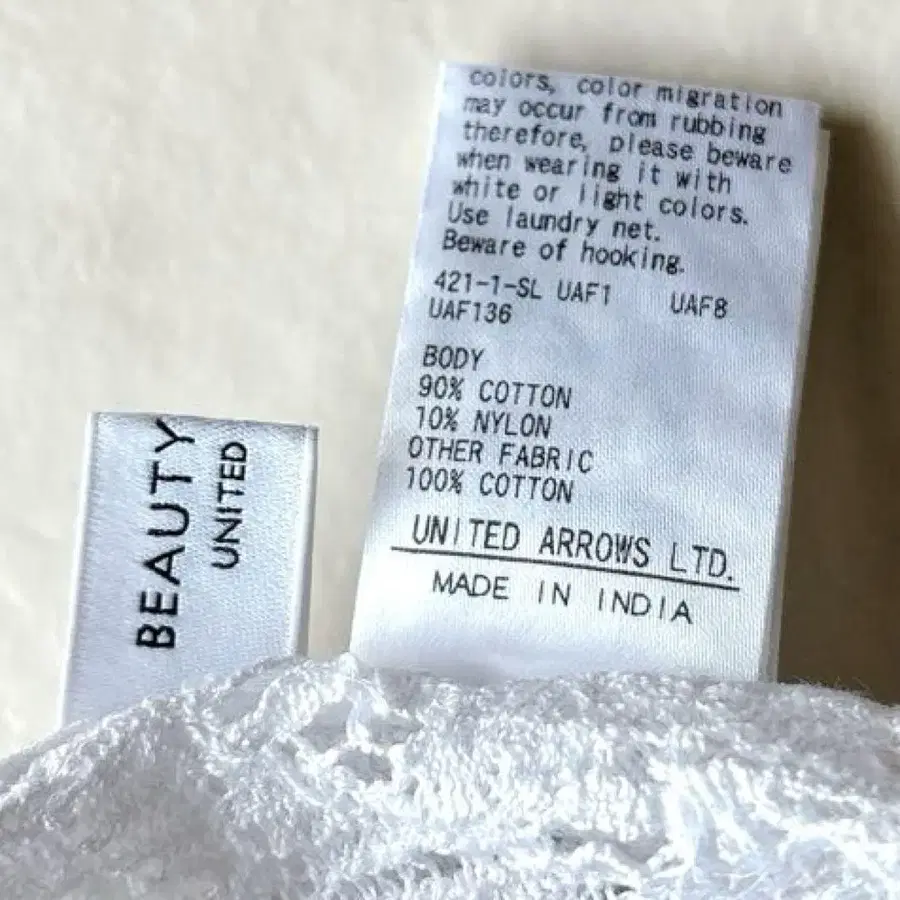 colors, color migration
may occur from rubbing
therefore, please beware
when wearing it with
white or light colors.
Use laundry net.
Beware of hooking.
421-1-SL UAF1 UAF8
UAF136
BODY
90% COTTON
10% NYLON
OTHER FABRIC
100% COTTON
UNITED ARROWS LTD.
MADE IN INDIA
BEAUTY
UNITED